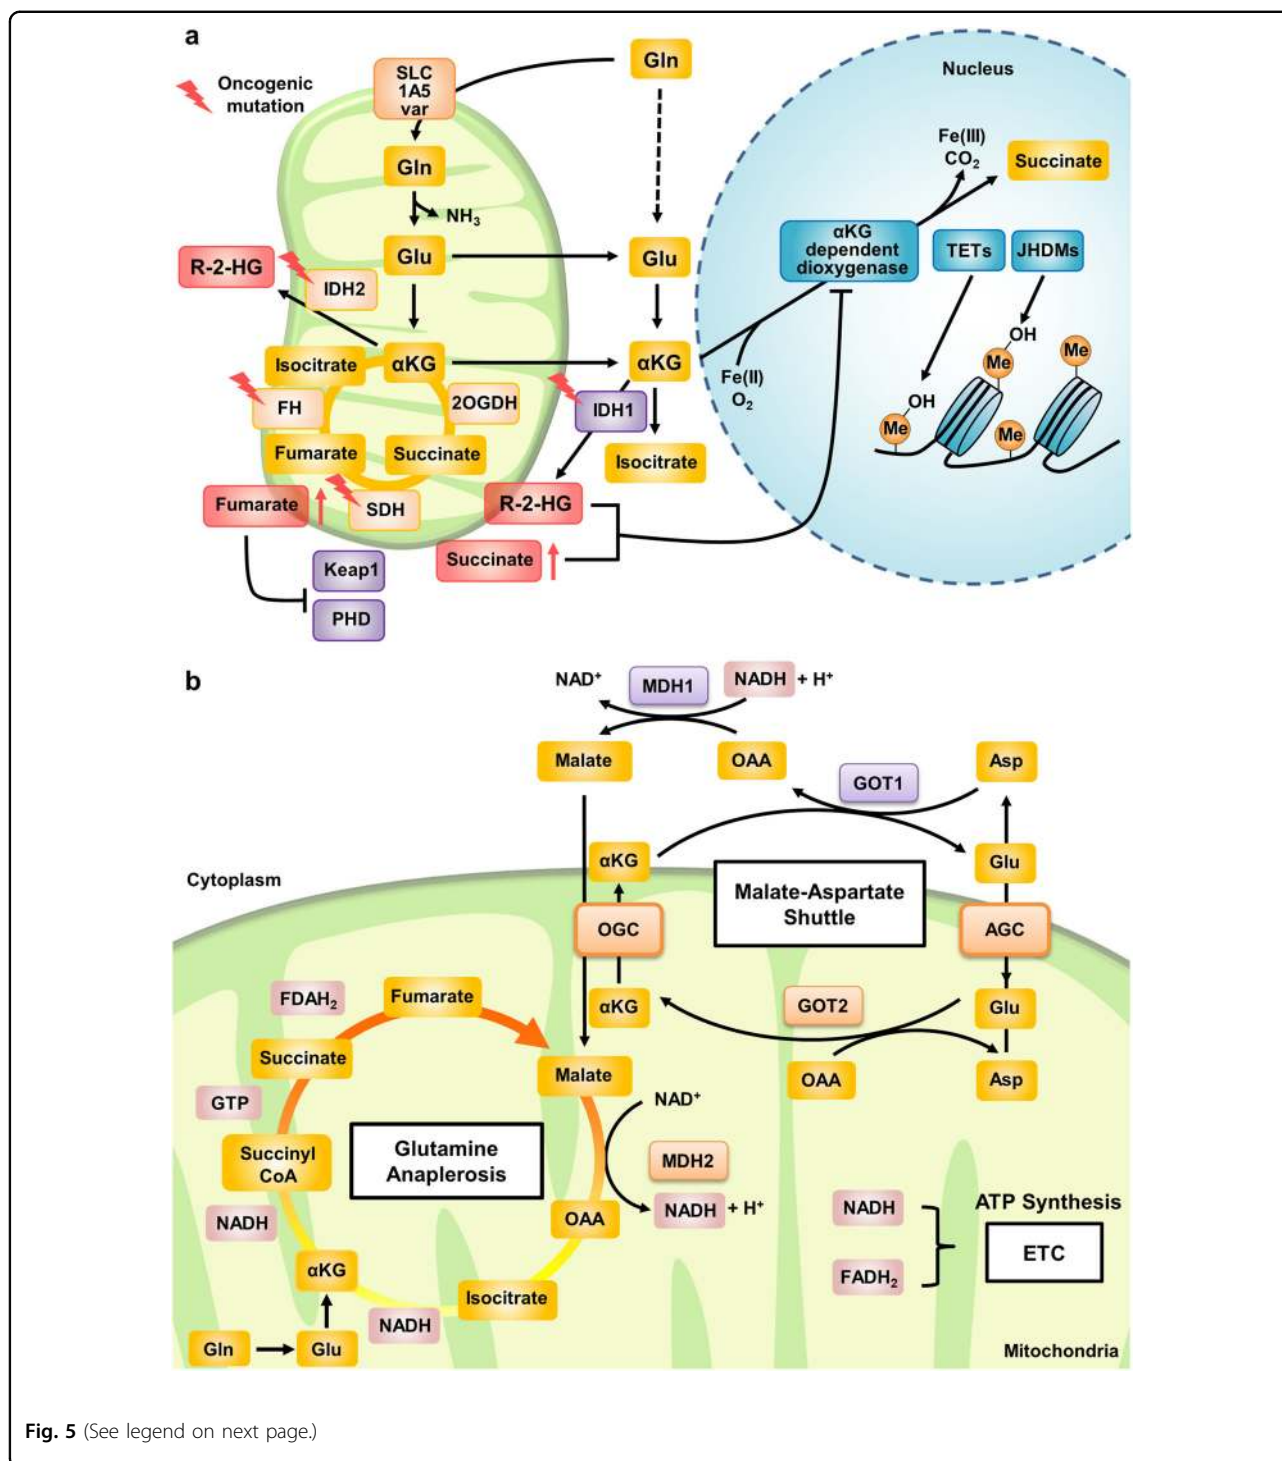 a
Oncogenic
mutation
SLC
1A5
var
Gln
Nucleus
Gln
NH₃
Fe(III)
CO₂
Succinate
αKG
dependent
dioxygenase
TETs
JHDMs
R-2-HG
IDH2
Glu
Glu
Isocitrate
αKG
αKG
Fe(II)
O₂
OH
Me
Me
FH
2OGDH
IDH1
OH
Me
Me
Fumarate
Succinate
Isocitrate
Fumarate
SDH
R-2-HG
Succinate
Keap1
PHD
b
NAD⁺
MDH1
NADH + H⁺
Malate
OAA
Asp
GOT1
αKG
Glu
Cytoplasm
Malate-Aspartate
Shuttle
OGC
AGC
FDAH₂
Fumarate
αKG
GOT2
Glu
Succinate
Malate
OAA
Asp
GTP
NAD⁺
Succinyl
CoA
Glutamine
Anaplerosis
MDH2
NADH
OAA
NADH + H⁺
NADH
ATP Synthesis
ETC
FADH₂
αKG
Isocitrate
NADH
Gln
Glu
Mitochondria
Fig. 5 (See legend on next page.)